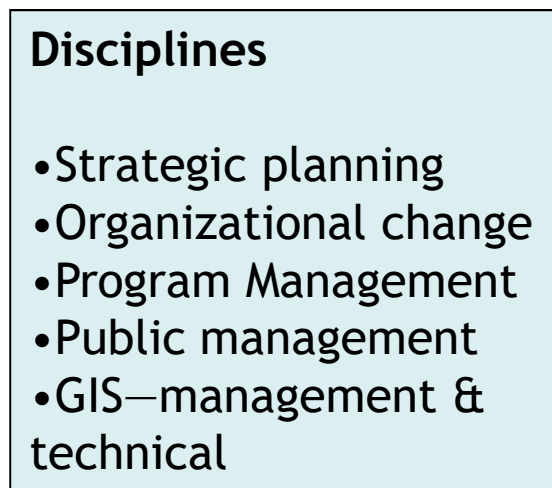 Disciplines
•Strategic planning
•Organizational change
•Program Management
•Public management
•GIS—management &
technical